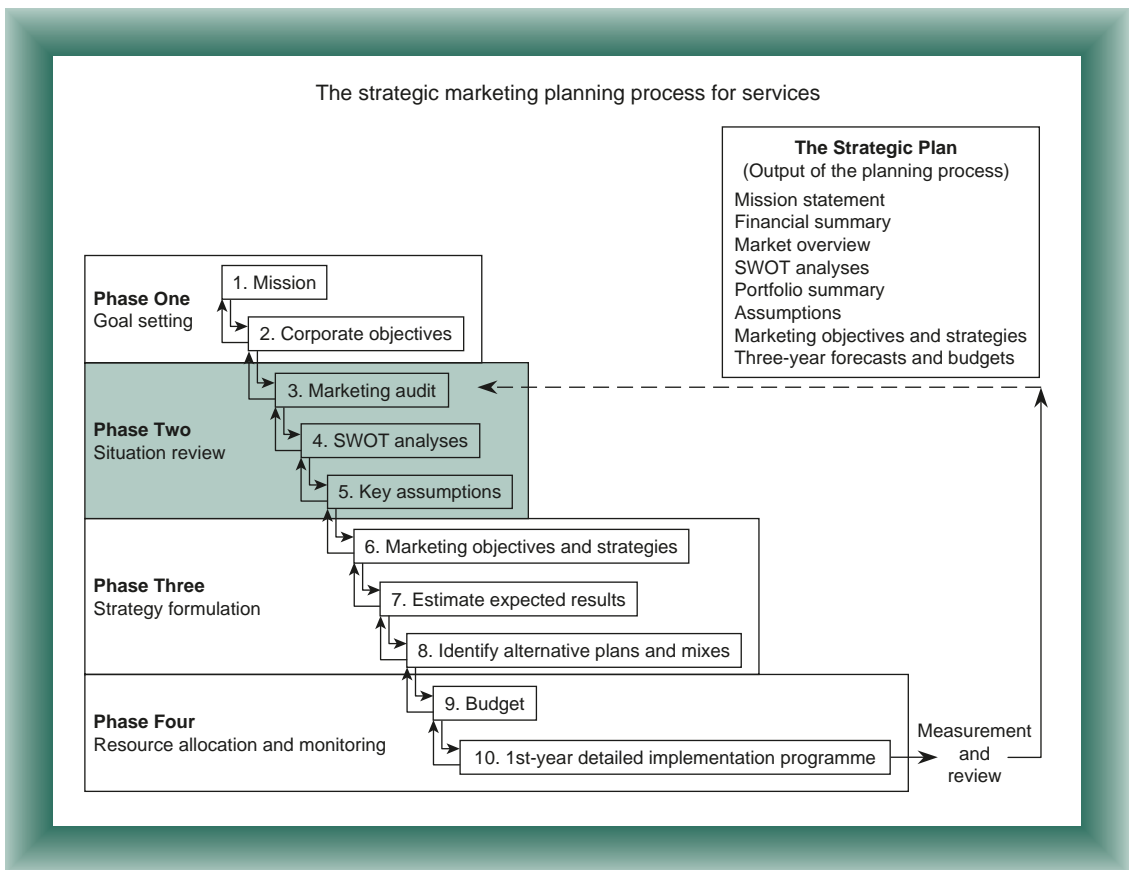 The strategic marketing planning process for services
The Strategic Plan
(Output of the planning process)
Mission statement
Financial summary
Market overview
SWOT analyses
Portfolio summary
Assumptions
Marketing objectives and strategies
Three-year forecasts and budgets
Phase One
Goal setting
1. Mission
2. Corporate objectives
Phase Two
Situation review
3. Marketing audit
4. SWOT analyses
5. Key assumptions
Phase Three
Strategy formulation
6. Marketing objectives and strategies
7. Estimate expected results
8. Identify alternative plans and mixes
Phase Four
Resource allocation and monitoring
9. Budget
10. 1st-year detailed implementation programme
Measurement
and
review